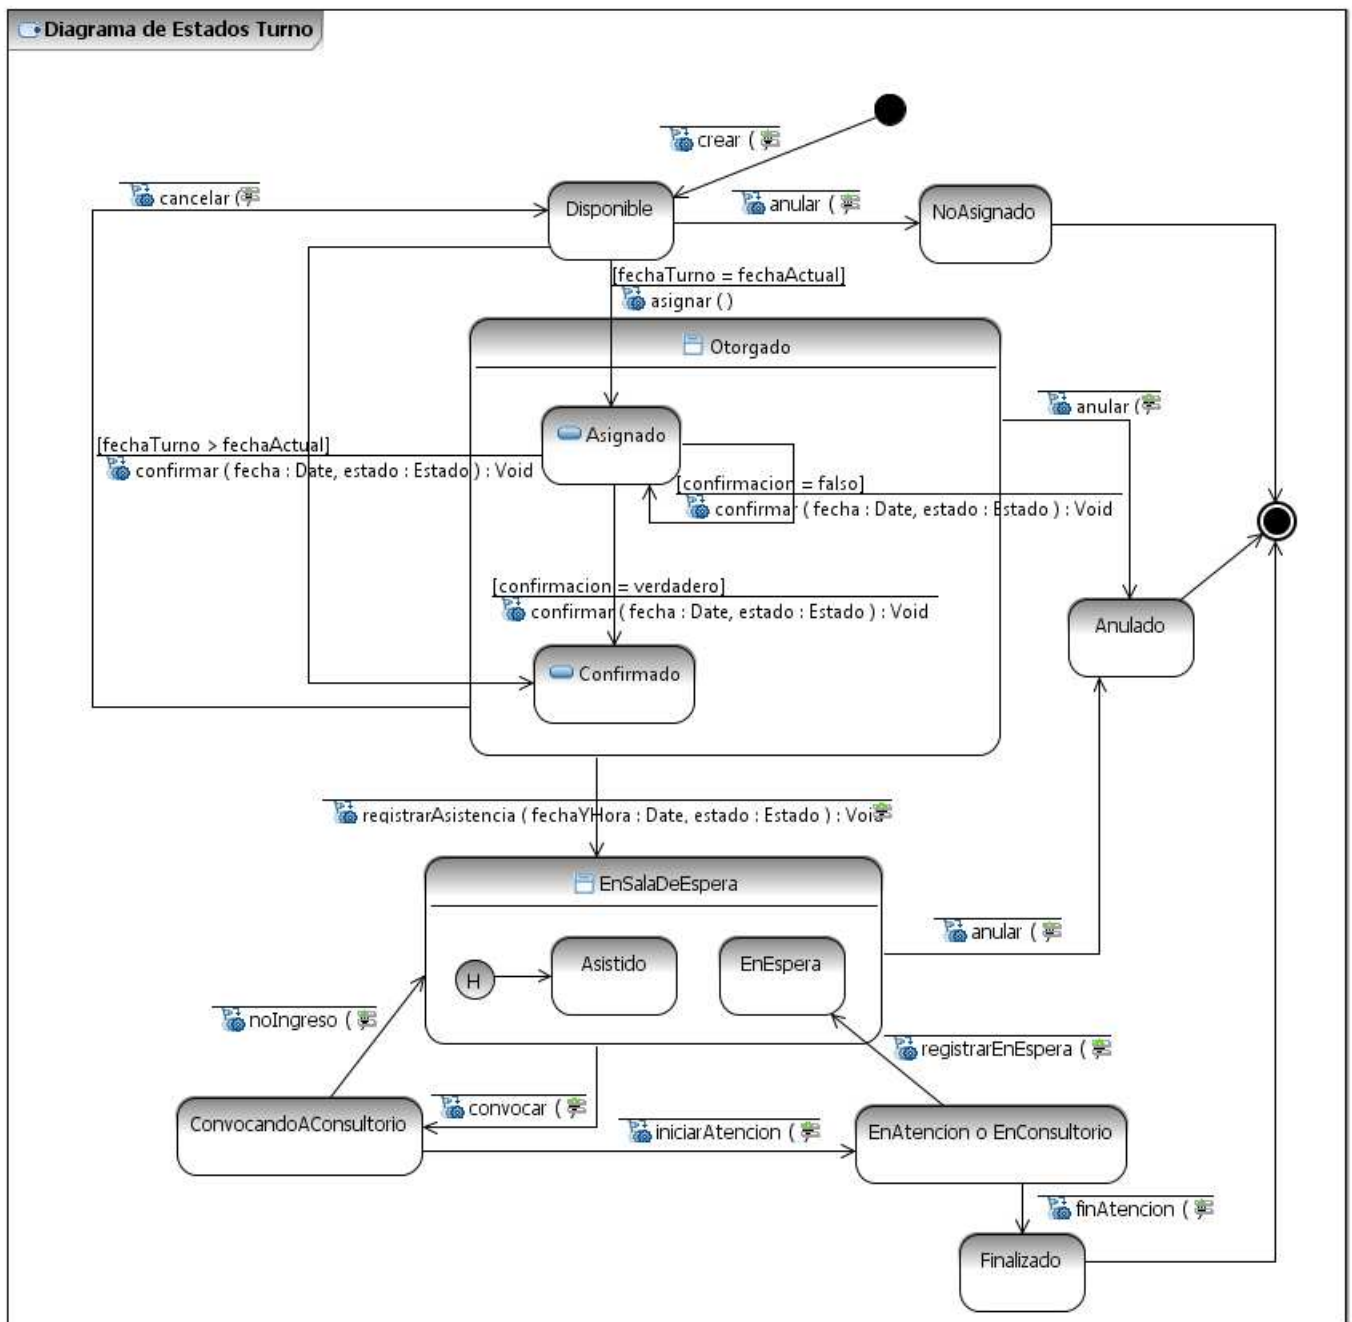 Diagrama de Estados Turno
crear (
cancelar (
Disponible
anular (
NoAsignado
[fechaTurno = fechaActual]
asignar ( )
Otorgado
anular (
Asignado
[fechaTurno > fechaActual]
confirmar ( fecha : Date, estado : Estado ) : Void
[confirmacion = falso]
confirmar ( fecha : Date, estado : Estado ) : Void
[confirmacion = verdadero]
confirmar ( fecha : Date, estado : Estado ) : Void
Anulado
Confirmado
registrarAsistencia ( fechaYHora : Date, estado : Estado ) : Void
EnSalaDeEspera
anular (
Asistido
EnEspera
H
noIngreso (
registrarEnEspera (
convocar (
ConvocandoAConsultorio
iniciarAtencion (
EnAtencion o EnConsultorio
finAtencion (
Finalizado